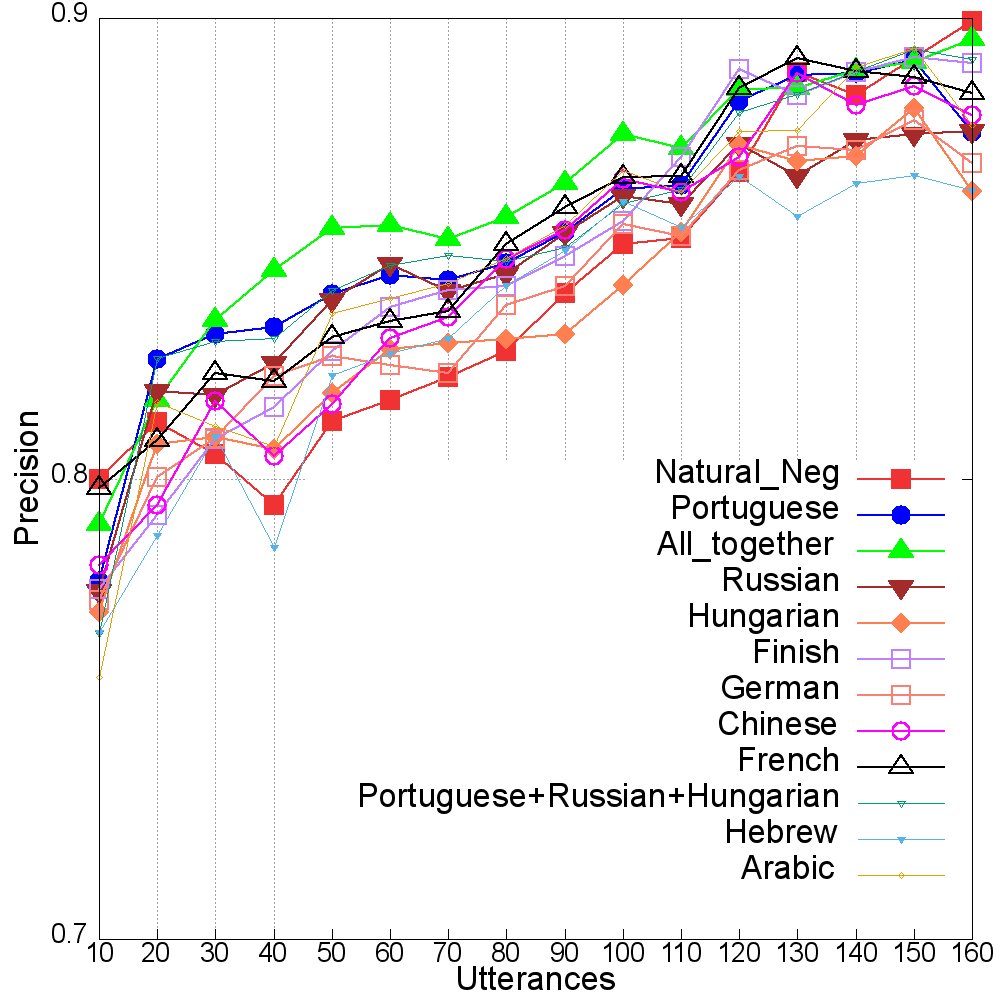 0.9
0.8
0.7
Precision
Natural_Neg
Portuguese
All_together
Russian
Hungarian
Finish
German
Chinese
French
Portuguese+Russian+Hungarian
Hebrew
Arabic
10 20 30 40 50 60 70 80 90 100 110 120 130 140 150 160
Utterances